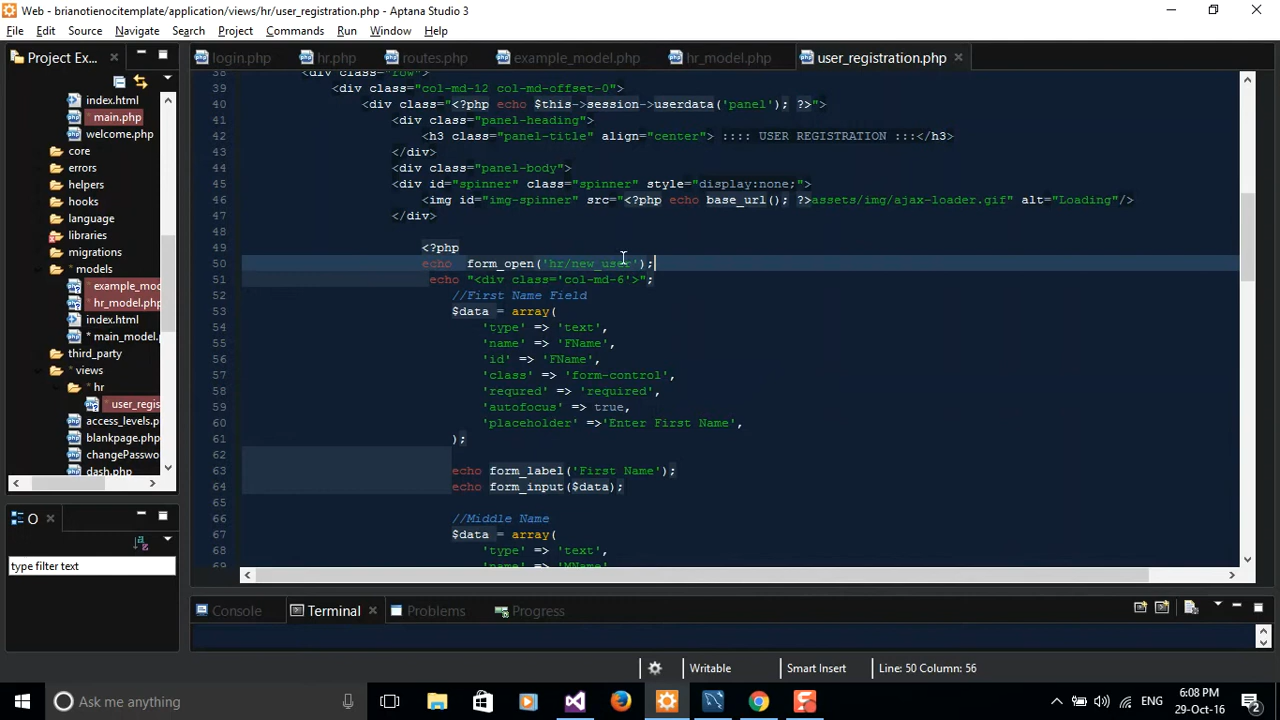 Web - brianotienocitemplate/application/views/hr/user_registration.php - Aptana Studio 3
File Edit Source Navigate Search Project Commands Run Window Help
Project Ex...
login.php hr.php routes.php example_model.php hr_model.php user_registration.php
index.html
* main.php
welcome.php
core
errors
helpers
hooks
language
libraries
migrations
* models
* example_mod
* hr_model.php
index.html
* main_model.p
third_party
* views
* hr
* user_regis
access_levels.p
blankpage.php
changePasswo
dash.php
38 <div class="row">
39 <div class="col-md-12 col-md-offset-0">
40 <div class="<?php echo $this->session->userdata('panel'); ?>">
41 <div class="panel-heading">
42 <h3 class="panel-title" align="center"> :::: USER REGISTRATION :::</h3>
43 </div>
44 <div class="panel-body">
45 <div id="spinner" class="spinner" style="display:none;">
46 <img id="img-spinner" src="<?php echo base_url(); ?>assets/img/ajax-loader.gif" alt="Loading"/>
47 </div>
48
49 <?php
50 echo form_open('hr/new_user');
51 echo "<div class='col-md-6'>";
52 //First Name Field
53 $data = array(
54 'type' => 'text',
55 'name' => 'FName',
56 'id' => 'FName',
57 'class' => 'form-control',
58 'requred' => 'required',
59 'autofocus' => true,
60 'placeholder' =>'Enter First Name',
61 );
62
63 echo form_label('First Name');
64 echo form_input($data);
65
66 //Middle Name
67 $data = array(
68 'type' => 'text',
69 'name' => 'MName',
O
type filter text
Console Terminal Problems Progress
Writable Smart Insert Line: 50 Column: 56
Ask me anything
ENG
6:08 PM
29-Oct-16
2